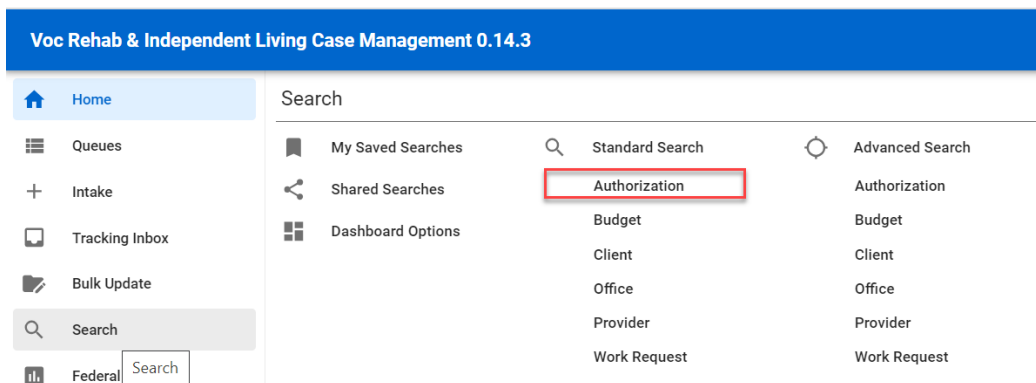 Voc Rehab & Independent Living Case Management 0.14.3
Home
Queues
Intake
Tracking Inbox
Bulk Update
Search
Federal
Search
Search
My Saved Searches
Shared Searches
Dashboard Options
Standard Search
Authorization
Budget
Client
Office
Provider
Work Request
Advanced Search
Authorization
Budget
Client
Office
Provider
Work Request